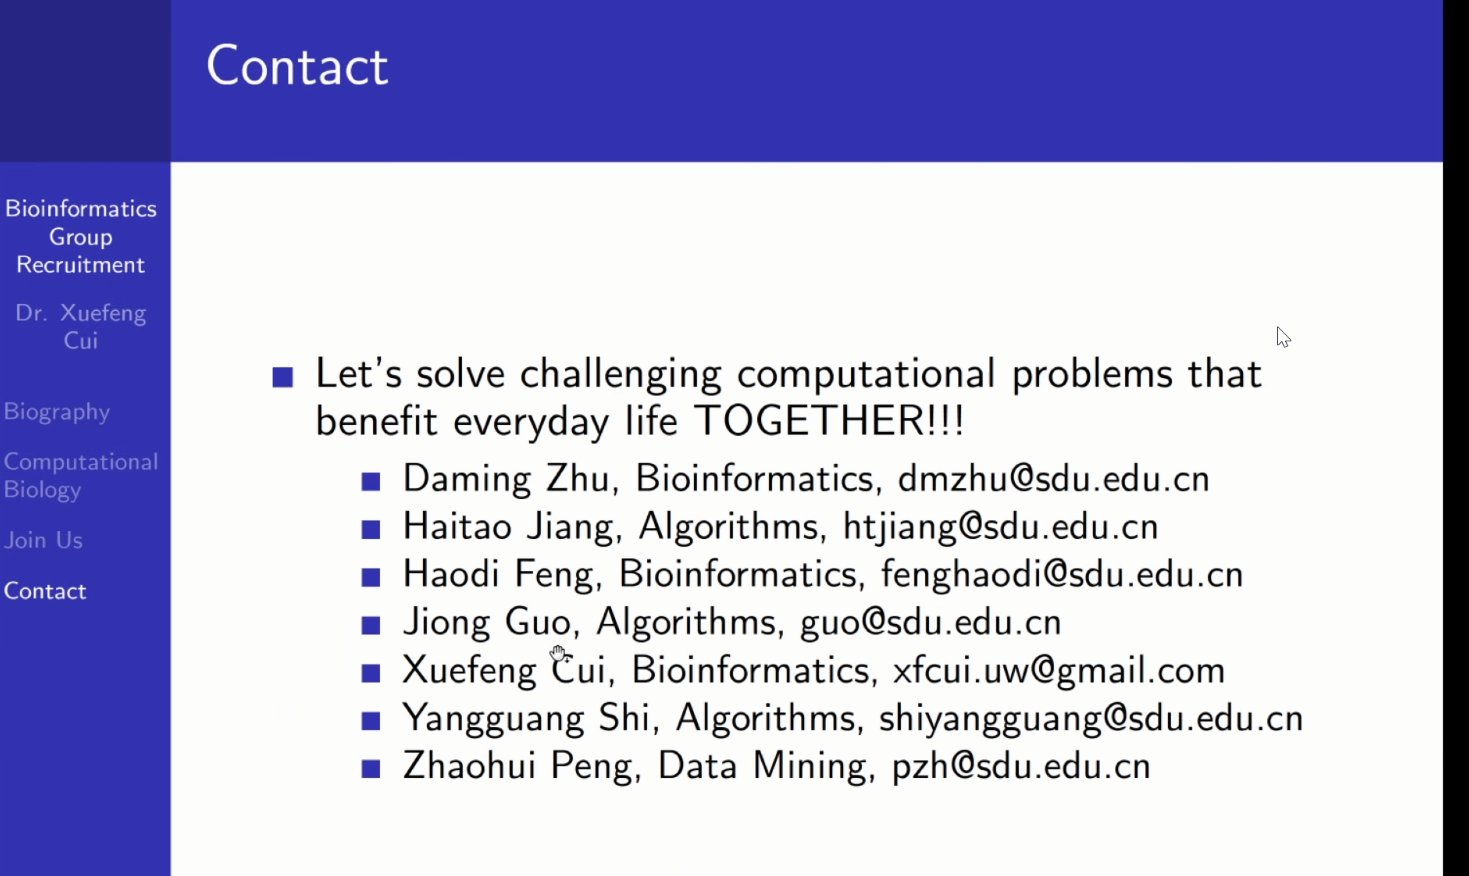 Contact
Bioinformatics
Group
Recruitment
Dr. Xuefeng
Cui
Biography
Computational
Biology
Join Us
Contact
Let's solve challenging computational problems that
benefit everyday life TOGETHER!!!
Daming Zhu, Bioinformatics, dmzhu@sdu.edu.cn
Haitao Jiang, Algorithms, htjiang@sdu.edu.cn
Haodi Feng, Bioinformatics, fenghaodi@sdu.edu.cn
Jiong Guo, Algorithms, guo@sdu.edu.cn
Xuefeng Cui, Bioinformatics, xfcui.uw@gmail.com
Yangguang Shi, Algorithms, shiyangguang@sdu.edu.cn
Zhaohui Peng, Data Mining, pzh@sdu.edu.cn